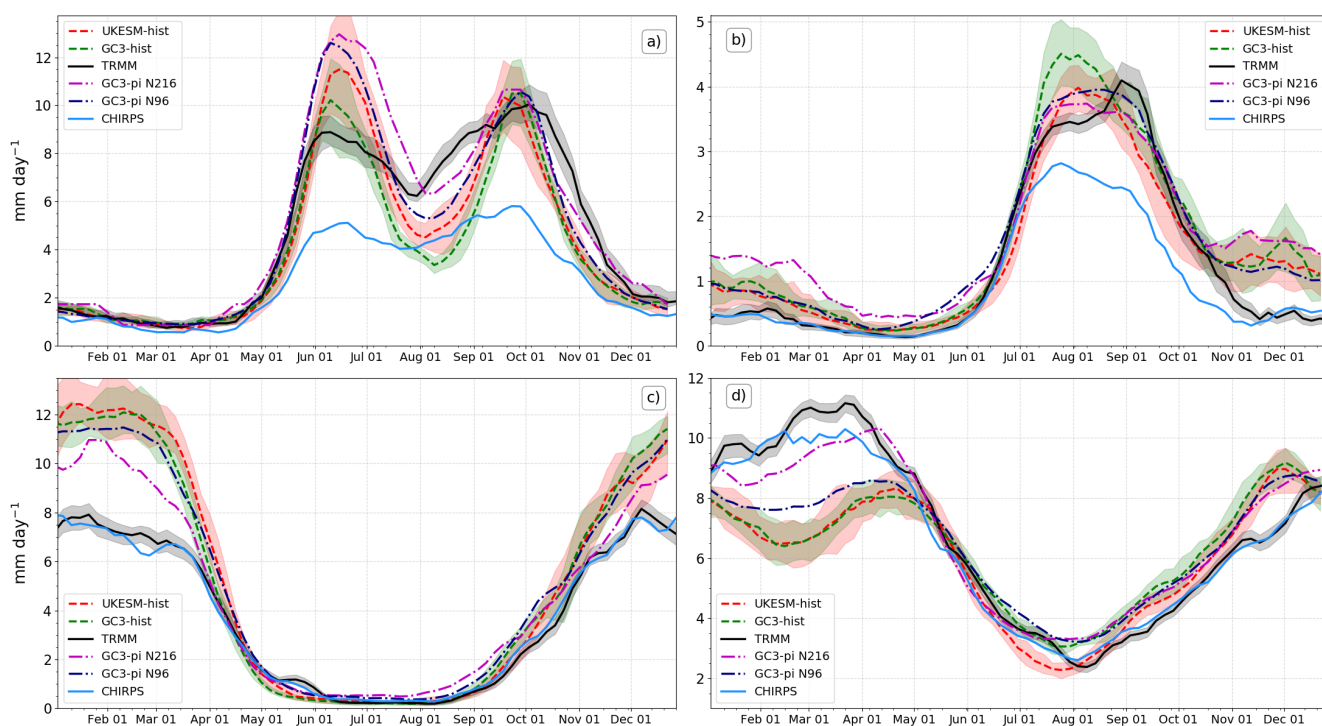 a)
UKESM-hist
GC3-hist
TRMM
GC3-pi N216
GC3-pi N96
CHIRPS
mm day⁻¹
12
10
8
6
4
2
0
Feb 01 Mar 01 Apr 01 May 01 Jun 01 Jul 01 Aug 01 Sep 01 Oct 01 Nov 01 Dec 01
b)
UKESM-hist
GC3-hist
TRMM
GC3-pi N216
GC3-pi N96
CHIRPS
5
4
3
2
1
0
Feb 01 Mar 01 Apr 01 May 01 Jun 01 Jul 01 Aug 01 Sep 01 Oct 01 Nov 01 Dec 01
c)
mm day⁻¹
12
10
8
6
4
2
0
UKESM-hist
GC3-hist
TRMM
GC3-pi N216
GC3-pi N96
CHIRPS
Feb 01 Mar 01 Apr 01 May 01 Jun 01 Jul 01 Aug 01 Sep 01 Oct 01 Nov 01 Dec 01
d)
12
10
8
6
4
2
UKESM-hist
GC3-hist
TRMM
GC3-pi N216
GC3-pi N96
CHIRPS
Feb 01 Mar 01 Apr 01 May 01 Jun 01 Jul 01 Aug 01 Sep 01 Oct 01 Nov 01 Dec 01